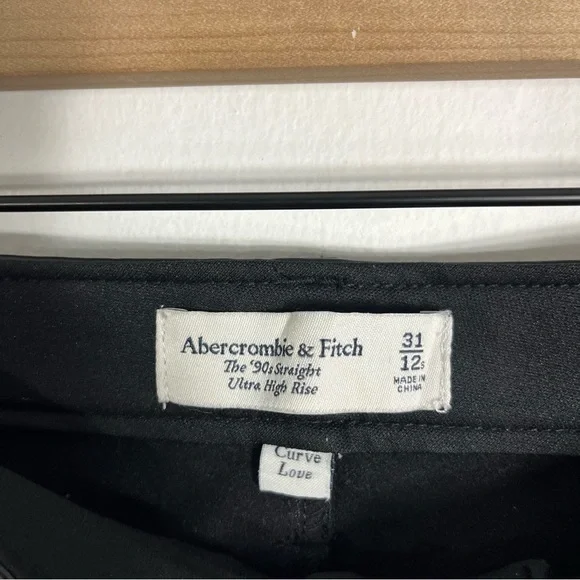 Abercrombie & Fitch
The '90s Straight
Ultra High Rise
31
12s
MADE IN
CHINA
Curve
Love